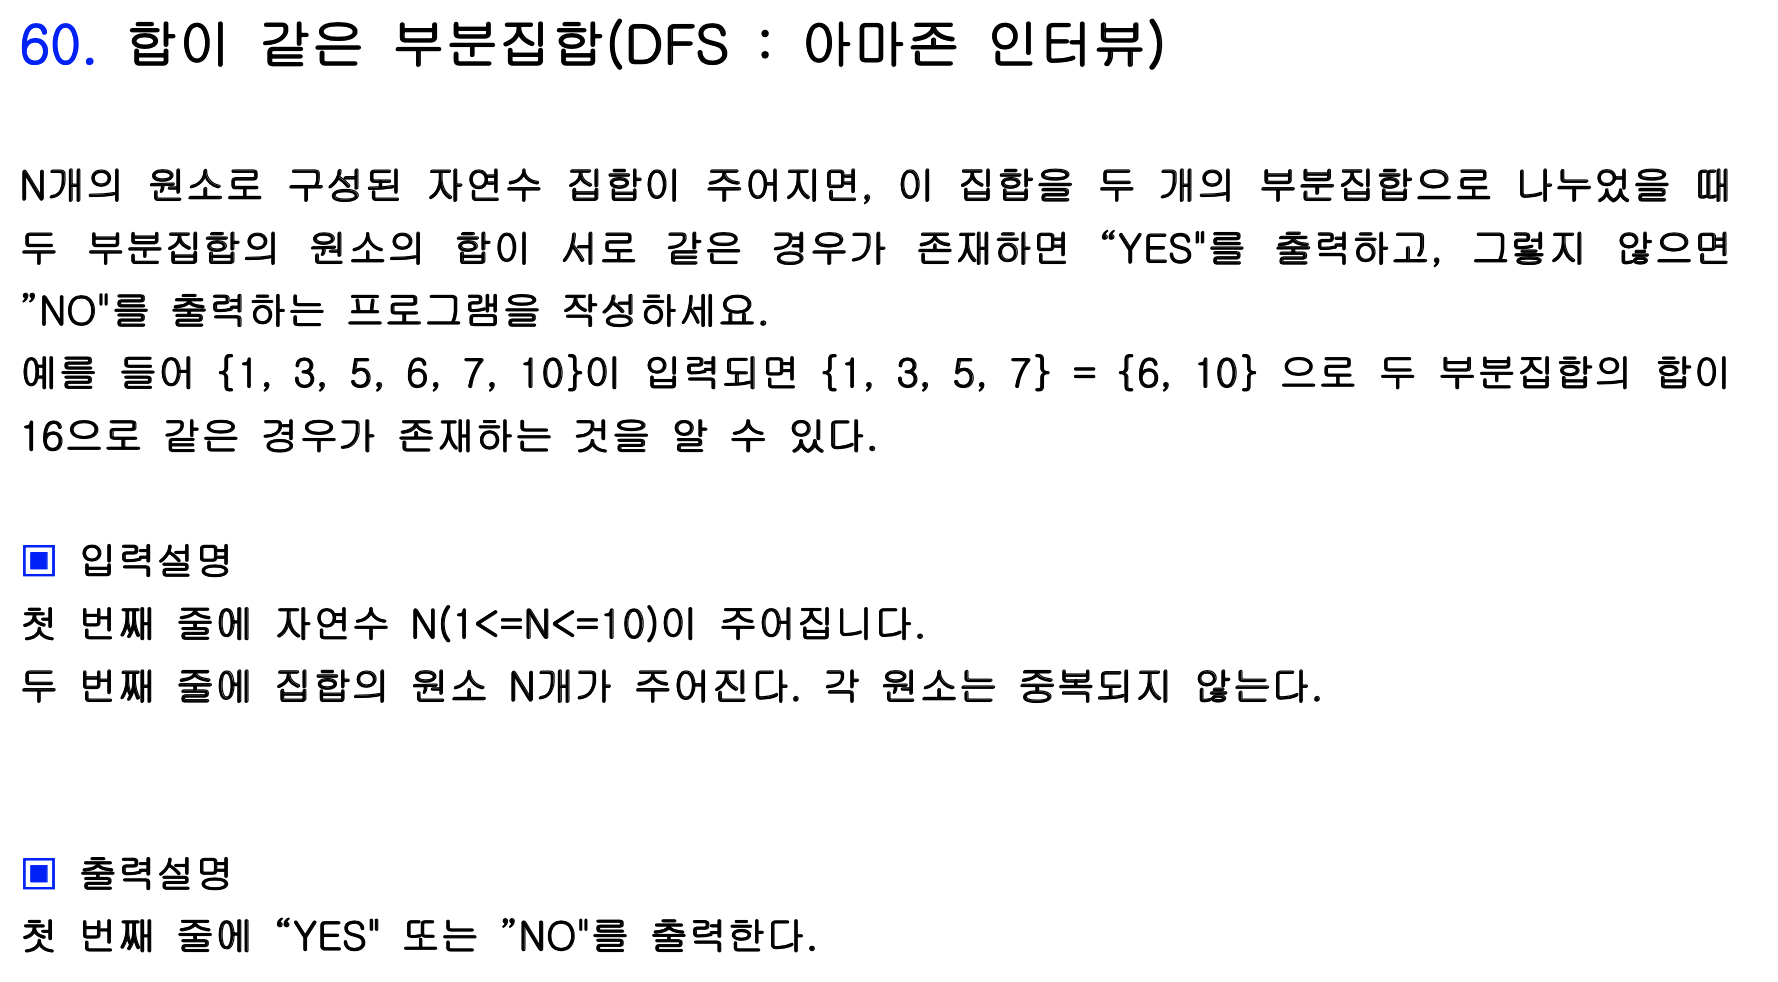 60. 합이 같은 부분집합(DFS : 아마존 인터뷰)
N개의 원소로 구성된 자연수 집합이 주어지면, 이 집합을 두 개의 부분집합으로 나누었을 때
두 부분집합의 원소의 합이 서로 같은 경우가 존재하면 “YES"를 출력하고, 그렇지 않으면
”NO"를 출력하는 프로그램을 작성하세요.
예를 들어 {1, 3, 5, 6, 7, 10}이 입력되면 {1, 3, 5, 7} = {6, 10} 으로 두 부분집합의 합이
16으로 같은 경우가 존재하는 것을 알 수 있다.
▣ 입력설명
첫 번째 줄에 자연수 N(1<=N<=10)이 주어집니다.
두 번째 줄에 집합의 원소 N개가 주어진다. 각 원소는 중복되지 않는다.
▣ 출력설명
첫 번째 줄에 “YES" 또는 ”NO"를 출력한다.